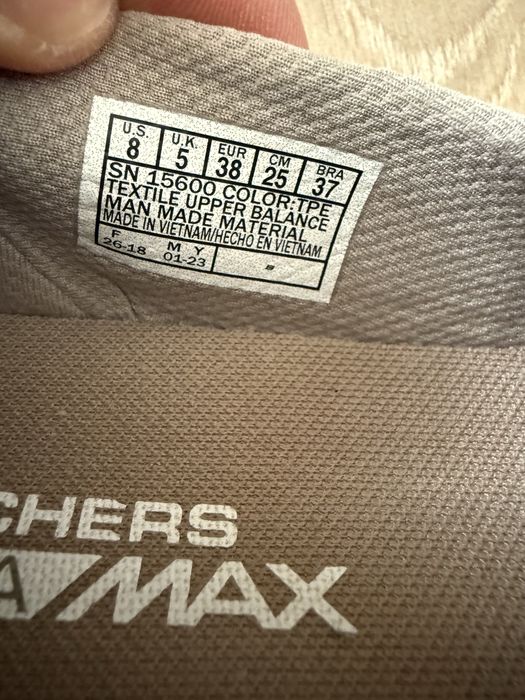 U.S. U.K EUR CM BRA
8 5 38 25 37
SN 15600 COLOR:TPE
TEXTILE UPPER BALANCE
MAN MADE MATERIAL
MADE IN VIETNAM/HECHO EN VIETNAM
F M Y
26-18 01-23
CHERS
A MAX